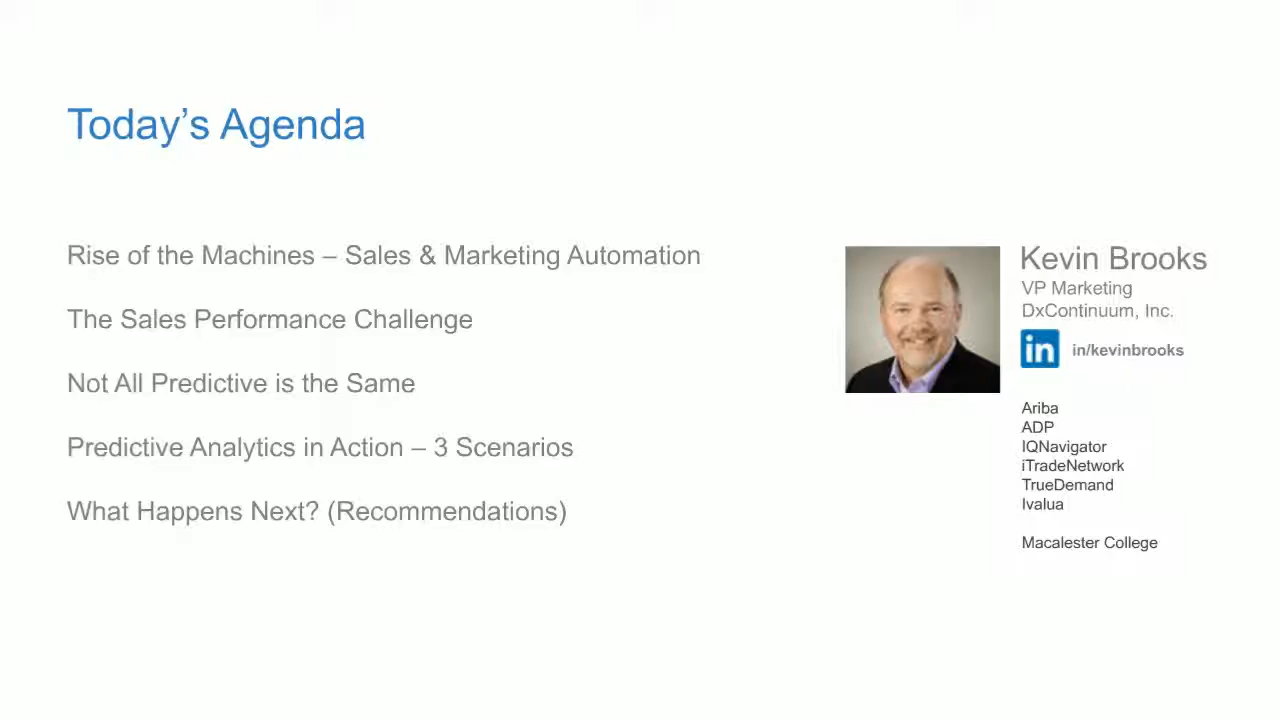 Today’s Agenda
Rise of the Machines – Sales & Marketing Automation
The Sales Performance Challenge
Not All Predictive is the Same
Predictive Analytics in Action – 3 Scenarios
What Happens Next? (Recommendations)
Kevin Brooks
VP Marketing
DxContinuum, Inc.
in in/kevinbrooks
Ariba
ADP
IQNavigator
iTradeNetwork
TrueDemand
Ivalua
Macalester College